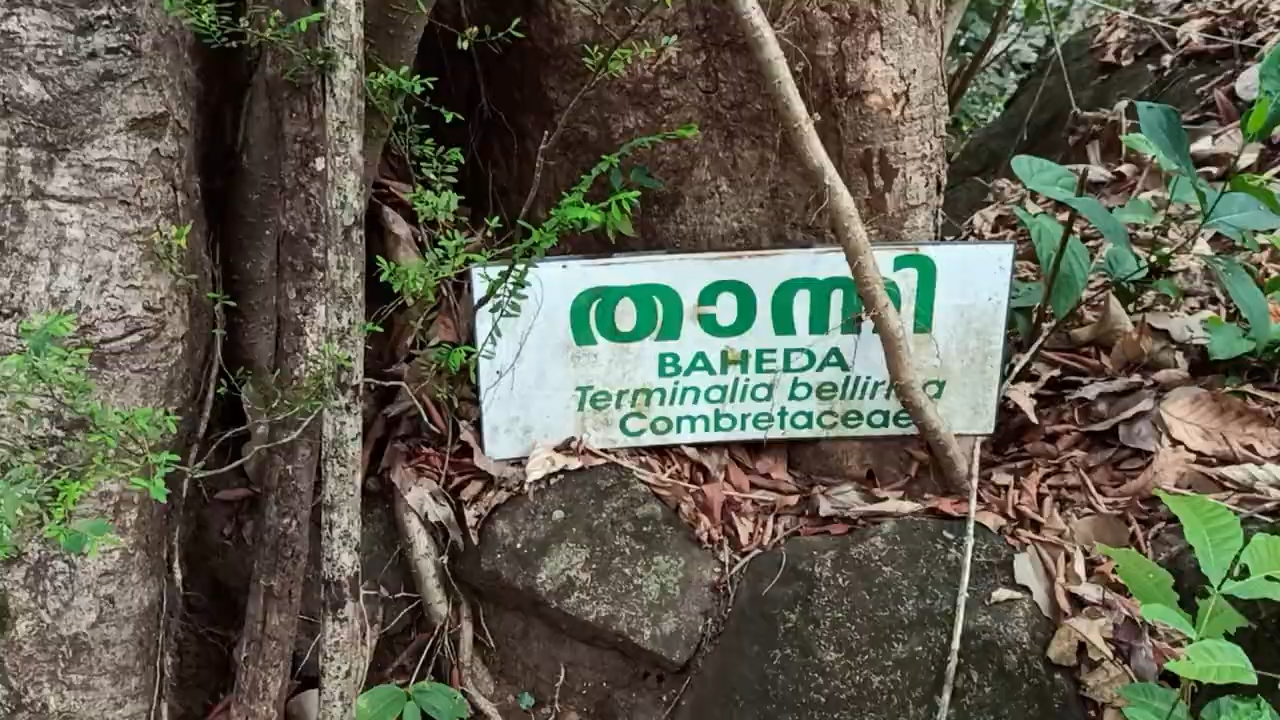 താന്നി
BAHEDA
Terminalia bellirica
Combretaceae